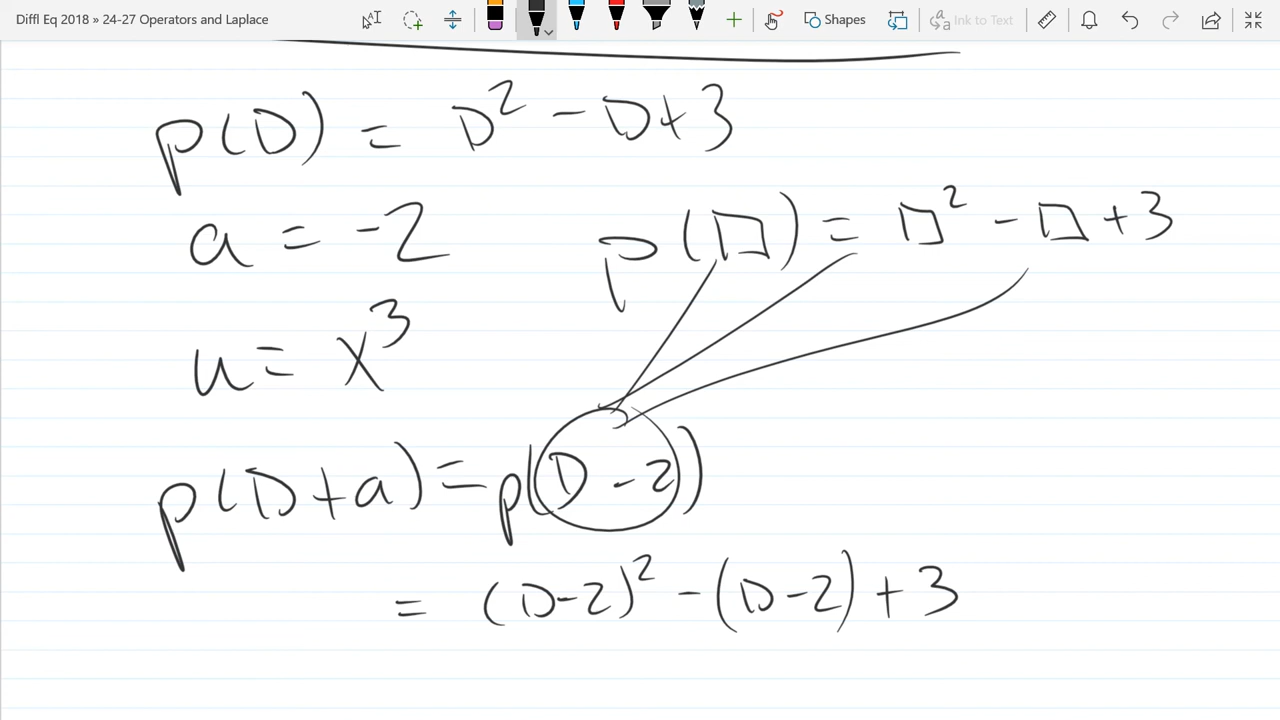 Diffl Eq 2018 » 24-27 Operators and Laplace
Shapes
Ink to Text
p(D) = D² - D+3
a = -2
p(□) = □² - □ +3
u = x³
p(D+a) = p(D-2)
= (D-2)² - (D-2) + 3